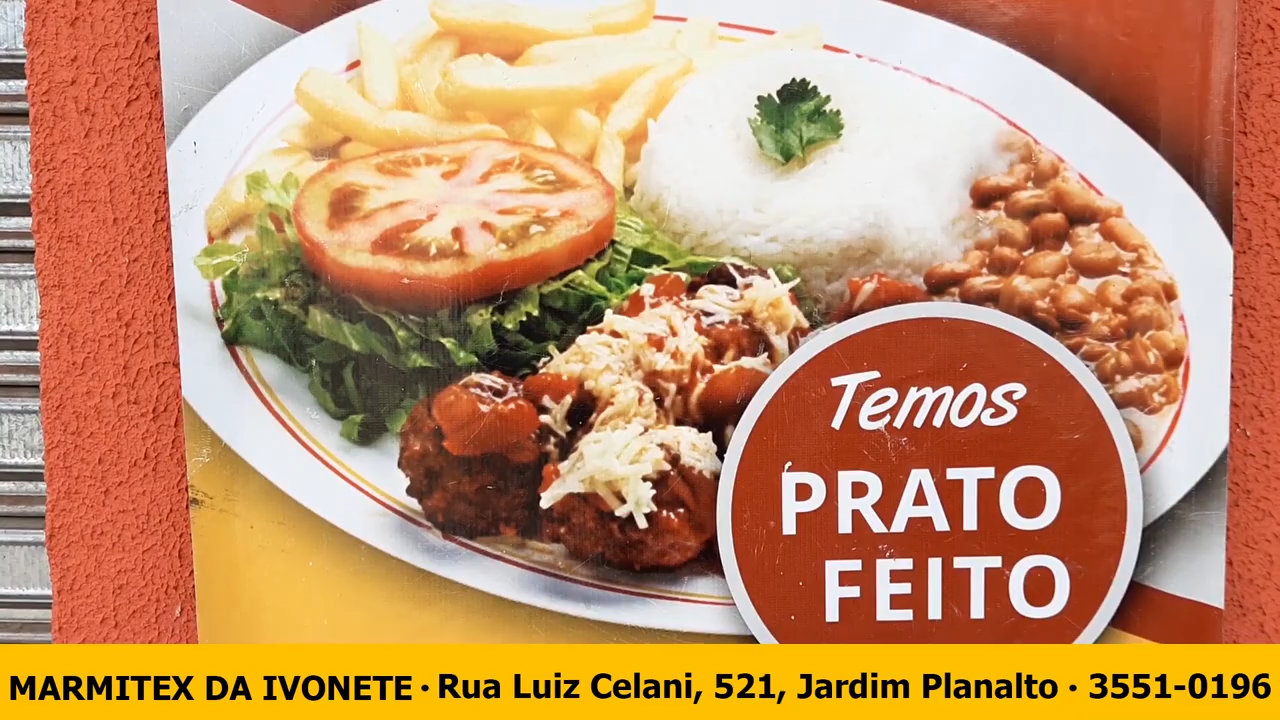 Temos
PRATO
FEITO
MARMITEX DA IVONETE · Rua Luiz Celani, 521, Jardim Planalto · 3551-0196